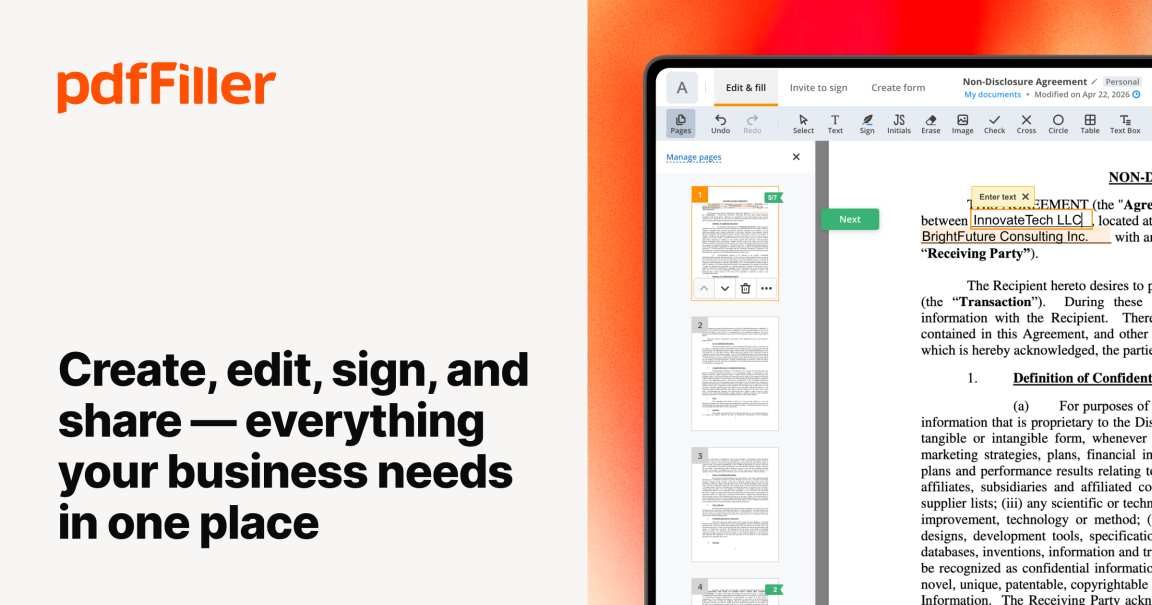 pdfFiller
Create, edit, sign, and
share — everything
your business needs
in one place
A
Edit & fill
Invite to sign
Create form
Non-Disclosure Agreement
Personal
My documents • Modified on Apr 22, 2026
Pages
Undo
Redo
Select
Text
Sign
Initials
Erase
Image
Check
Cross
Circle
Table
Text Box
Manage pages
1
5/7
2
3
4
2
Next
NON-D
Enter text
AGREEMENT (the "Agre
between InnovateTech LLC, located at
BrightFuture Consulting Inc. with an
“Receiving Party”).
The Recipient hereto desires to p
(the “Transaction”). During these
information with the Recipient. There
contained in this Agreement, and other
which is hereby acknowledged, the partie
1. Definition of Confident
(a) For purposes of
information that is proprietary to the Dis
tangible or intangible form, whenever
marketing strategies, plans, financial in
plans and performance results relating to
affiliates, subsidiaries and affiliated co
supplier lists; (iii) any scientific or techn
improvement, technology or method; (
designs, development tools, specificatio
databases, inventions, information and tr
be recognized as confidential informatio
novel, unique, patentable, copyrightable
Information. The Receiving Party ackn